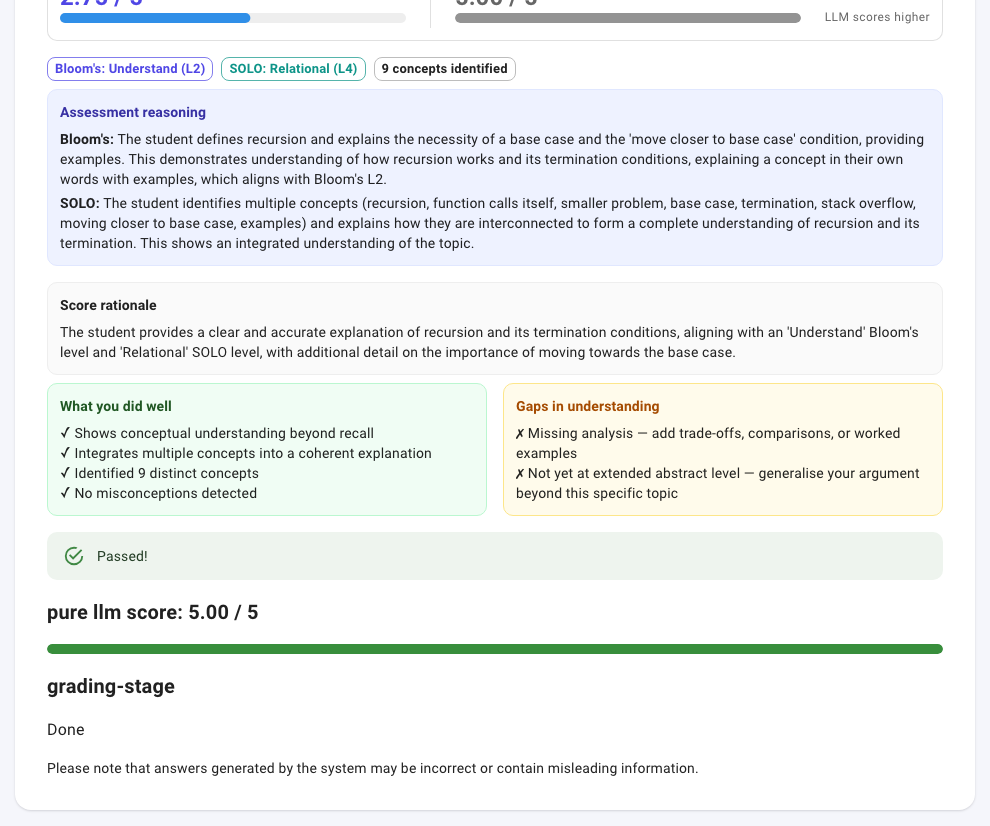 2.75 / 5
5.00 / 5
LLM scores higher
Bloom's: Understand (L2)
SOLO: Relational (L4)
9 concepts identified
Assessment reasoning
Bloom's: The student defines recursion and explains the necessity of a base case and the 'move closer to base case' condition, providing
examples. This demonstrates understanding of how recursion works and its termination conditions, explaining a concept in their own
words with examples, which aligns with Bloom's L2.
SOLO: The student identifies multiple concepts (recursion, function calls itself, smaller problem, base case, termination, stack overflow,
moving closer to base case, examples) and explains how they are interconnected to form a complete understanding of recursion and its
termination. This shows an integrated understanding of the topic.
Score rationale
The student provides a clear and accurate explanation of recursion and its termination conditions, aligning with an 'Understand' Bloom's
level and 'Relational' SOLO level, with additional detail on the importance of moving towards the base case.
What you did well
✓ Shows conceptual understanding beyond recall
✓ Integrates multiple concepts into a coherent explanation
✓ Identified 9 distinct concepts
✓ No misconceptions detected
Gaps in understanding
✗ Missing analysis — add trade-offs, comparisons, or worked
examples
✗ Not yet at extended abstract level — generalise your argument
beyond this specific topic
Passed!
pure llm score: 5.00 / 5
grading-stage
Done
Please note that answers generated by the system may be incorrect or contain misleading information.